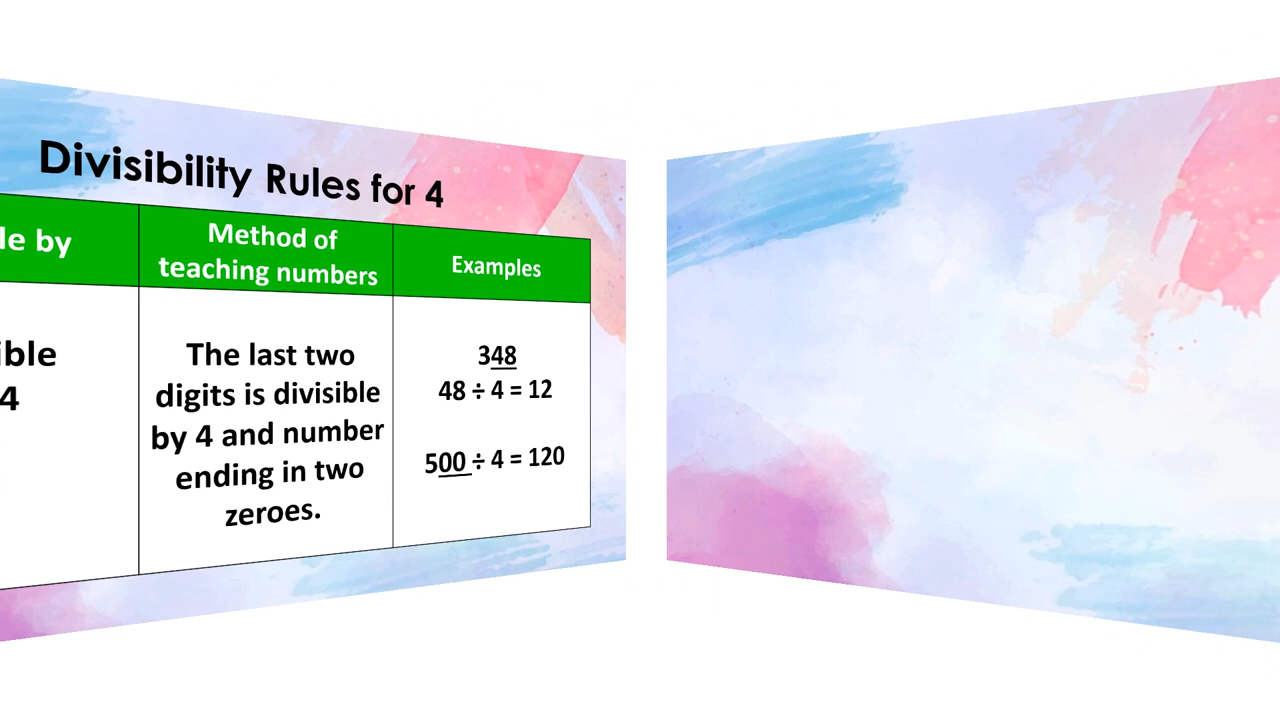 Divisibility Rules for 4
le by
Method of
teaching numbers
Examples
ible
4
The last two
digits is divisible
by 4 and number
ending in two
zeroes.
348
48 ÷ 4 = 12
500 ÷ 4 = 120